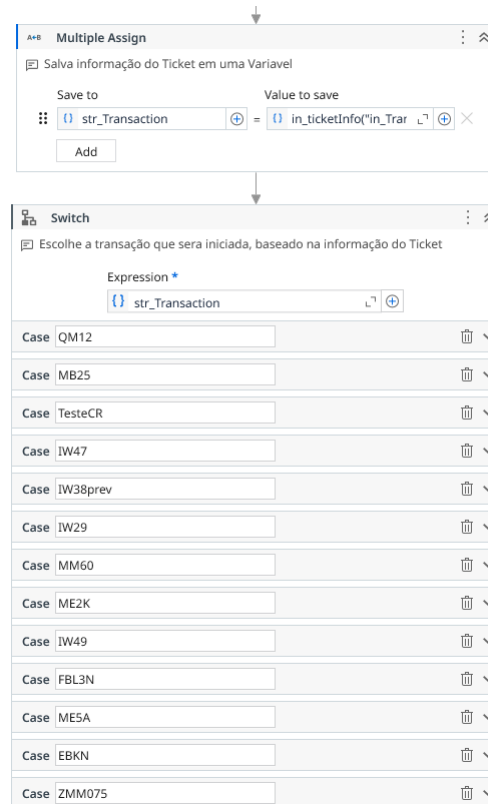 A+B Multiple Assign
Salva informação do Ticket em uma Variavel
Save to Value to save
str_Transaction = in_ticketInfo("in_Trar
Add
Switch
Escolhe a transação que sera iniciada, baseado na informação do Ticket
Expression *
str_Transaction
Case QM12
Case MB25
Case TesteCR
Case IW47
Case IW38prev
Case IW29
Case MM60
Case ME2K
Case IW49
Case FBL3N
Case ME5A
Case EBKN
Case ZMM075